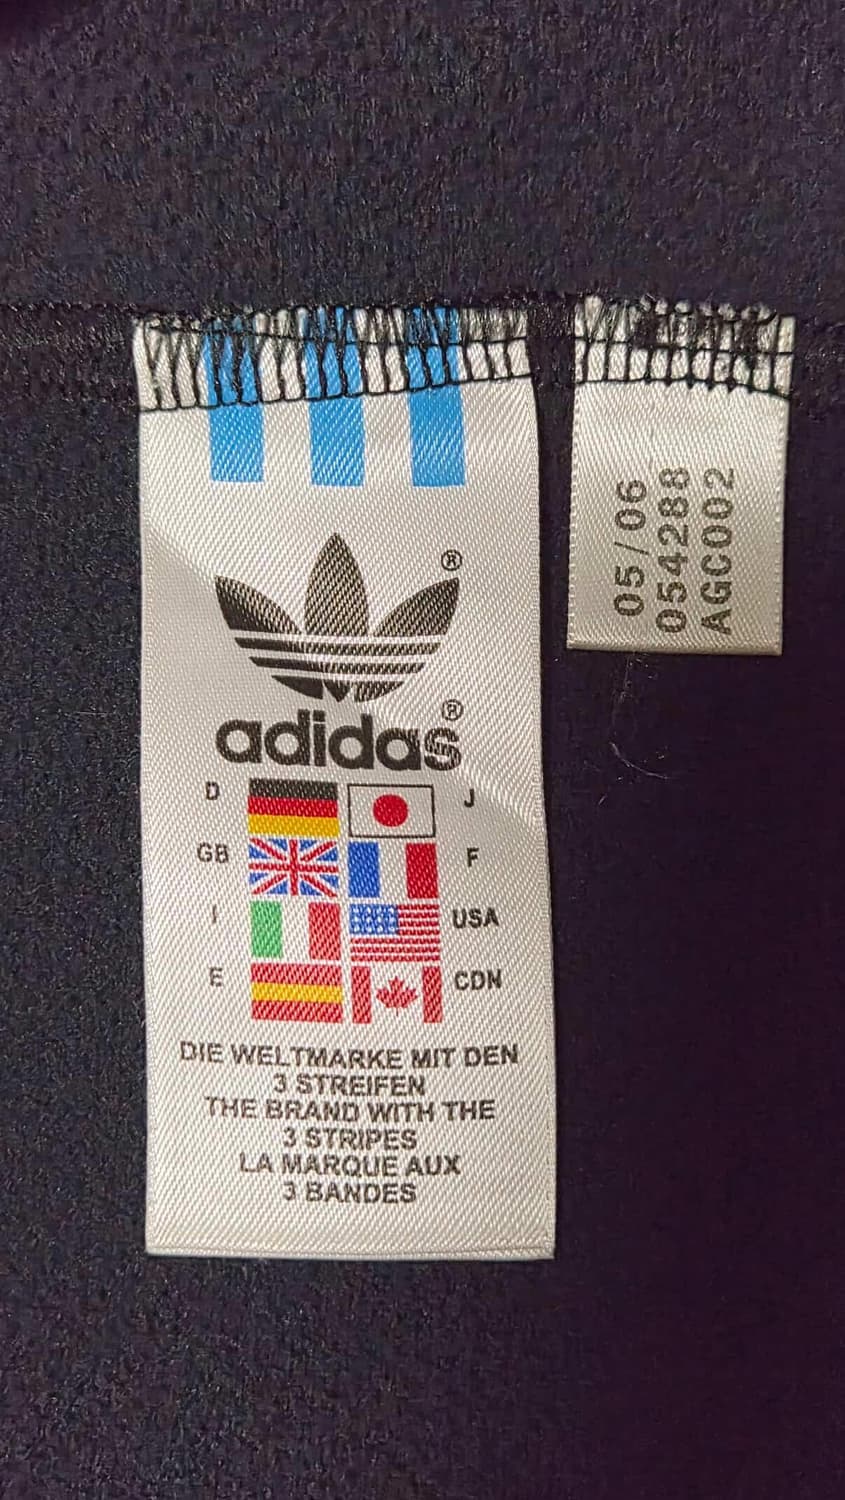 ®
adidas®
D
J
GB
F
I
USA
E
CDN
DIE WELTMARKE MIT DEN
3 STREIFEN
THE BRAND WITH THE
3 STRIPES
LA MARQUE AUX
3 BANDES
05/06
054288
AGC002